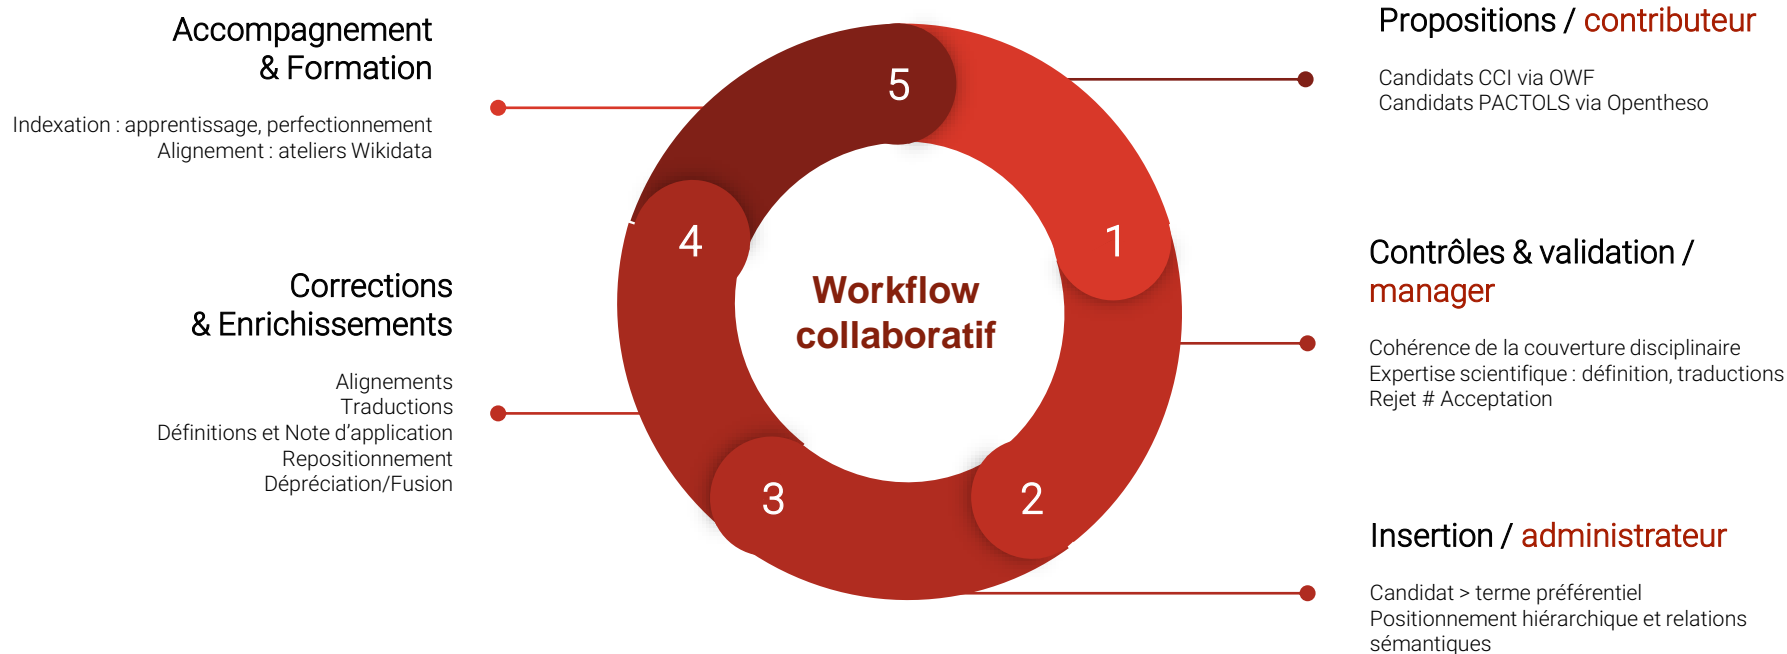 Accompagnement
& Formation
Indexation : apprentissage, perfectionnement
Alignement : ateliers Wikidata
Corrections
& Enrichissements
Alignements
Traductions
Définitions et Note d'application
Repositionnement
Dépréciation/Fusion
5
1
4
3
2
Workflow
collaboratif
Propositions / contributeur
Candidats CCI via OWF
Candidats PACTOLS via Opentheso
Contrôles & validation /
manager
Cohérence de la couverture disciplinaire
Expertise scientifique : définition, traductions
Rejet # Acceptation
Insertion / administrateur
Candidat > terme préférentiel
Positionnement hiérarchique et relations
sémantiques